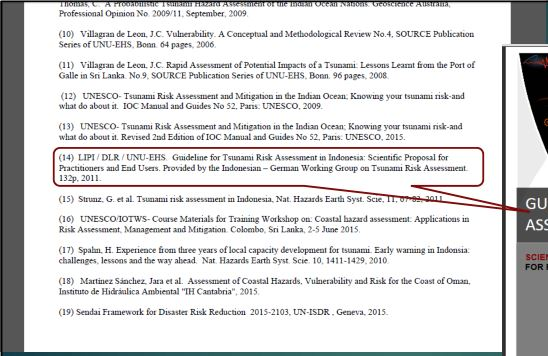 Thomas, C. A Probabilistic Tsunami Hazard Assessment of the Indian Ocean Nations. Geoscience Australia,
Professional Opinion No. 2009/11, September, 2009.
(10) Villagran de Leon, J.C. Vulnerability. A Conceptual and Methodological Review No.4, SOURCE Publication
Series of UNU-EHS, Bonn. 64 pages, 2006.
(11) Villagran de Leon, J.C. Rapid Assessment of Potential Impacts of a Tsunami: Lessons Learnt from the Port of
Galle in Sri Lanka. No.9, SOURCE Publication Series of UNU-EHS, Bonn. 96 pages, 2008.
(12) UNESCO- Tsunami Risk Assessment and Mitigation in the Indian Ocean; Knowing your tsunami risk-and
what do about it. IOC Manual and Guides No 52, Paris: UNESCO, 2009.
(13) UNESCO- Tsunami Risk Assessment and Mitigation in the Indian Ocean; Knowing your tsunami risk-and
what do about it. Revised 2nd Edition of IOC Manual and Guides No 52, Paris: UNESCO, 2015.
(14) LIPI / DLR / UNU-EHS. Guideline for Tsunami Risk Assessment in Indonesia: Scientific Proposal for
Practitioners and End Users. Provided by the Indonesian – German Working Group on Tsunami Risk Assessment.
132p, 2011.
(15) Strunz, G. et al. Tsunami risk assessment in Indonesia, Nat. Hazards Earth Syst. Scie, 11, 67-82, 2011
(16) UNESCO/IOTWS- Course Materials for Training Workshop on: Coastal hazard assessment: Applications in
Risk Assessment, Management and Mitigation. Colombo, Sri Lanka, 2-5 June 2015.
(17) Spahn, H. Experience from three years of local capacity development for tsunami. Early warning in Indonsia:
challenges, lessons and the way ahead. Nat. Hazards Earth Syst. Scie. 10, 1411-1429, 2010.
(18) Martinez Sánchez, Jara et al. Assessment of Coastal Hazards, Vulnerability and Risk for the Coast of Oman,
Instituto de Hidráulica Ambiental "IH Cantabria", 2015.
(19) Sendai Framework for Disaster Risk Reduction 2015-2103, UN-ISDR , Geneva, 2015.
GU
ASS
SCIEN
FOR